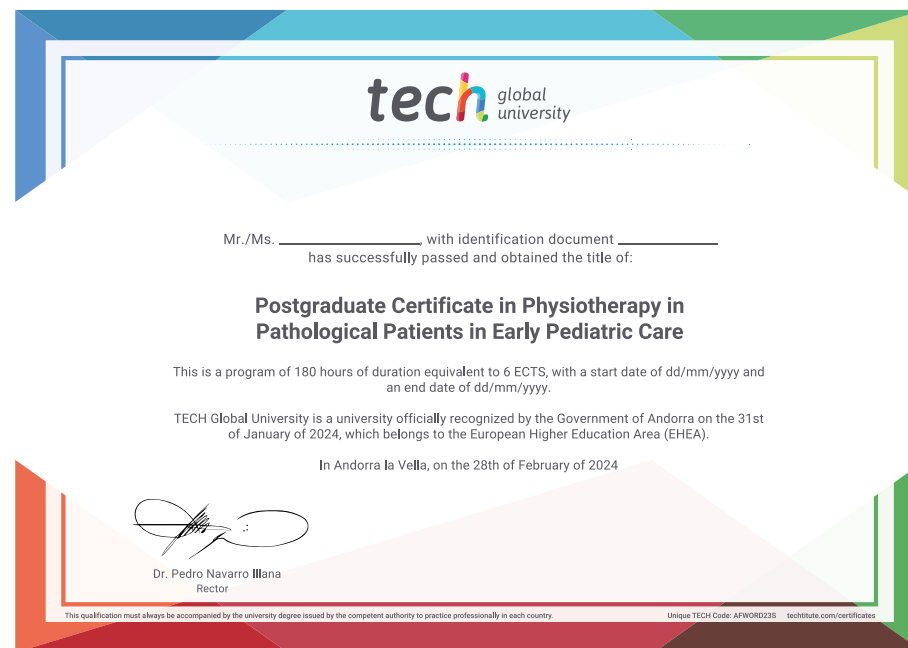 tech global university
Mr./Ms. ____________________, with identification document ______________
has successfully passed and obtained the title of:
Postgraduate Certificate in Physiotherapy in
Pathological Patients in Early Pediatric Care
This is a program of 180 hours of duration equivalent to 6 ECTS, with a start date of dd/mm/yyyy and
an end date of dd/mm/yyyy.
TECH Global University is a university officially recognized by the Government of Andorra on the 31st
of January of 2024, which belongs to the European Higher Education Area (EHEA).
In Andorra la Vella, on the 28th of February of 2024
Dr. Pedro Navarro Illana
Rector
This qualification must always be accompanied by the university degree issued by the competent authority to practice professionally in each country.
Unique TECH Code: AFWORD23S techtitute.com/certificates